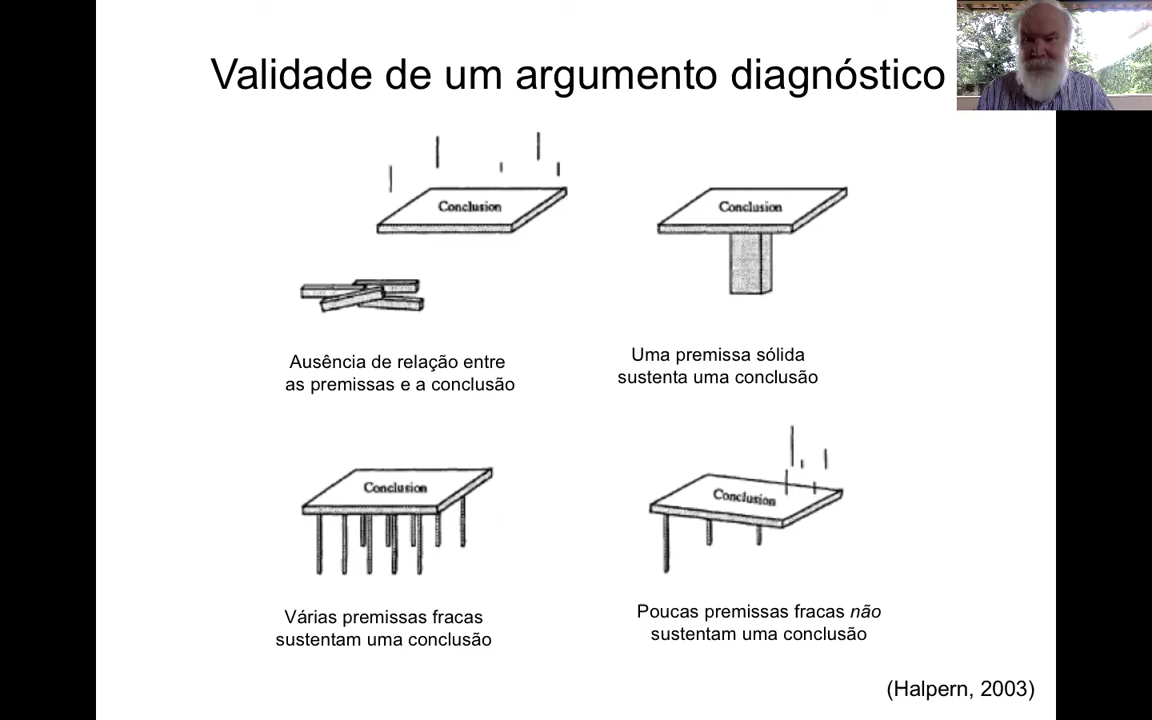 Validade de um argumento diagnóstico
Conclusion
Conclusion
Ausência de relação entre
as premissas e a conclusão
Uma premissa sólida
sustenta uma conclusão
Conclusion
Conclusion
Várias premissas fracas
sustentam uma conclusão
Poucas premissas fracas não
sustentam uma conclusão
(Halpern, 2003)